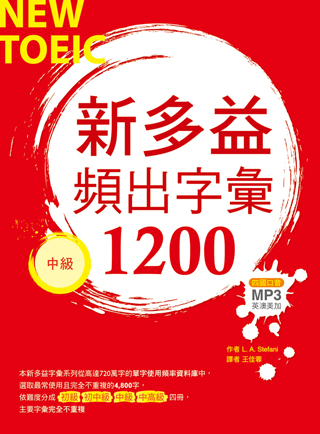 NEW
TOEIC
新多益
頻出字彙
1200
中級
四國口音
MP3
英澳美加
作者 L. A. Stefani
譯者 王佳蓉
本新多益字彙系列從高達720萬字的單字使用頻率資料庫中，
選取最常使用且完全不重複的4,800字，
依難度分成 初級 初中級 中級 中高級 四冊，
主要字彙完全不重複